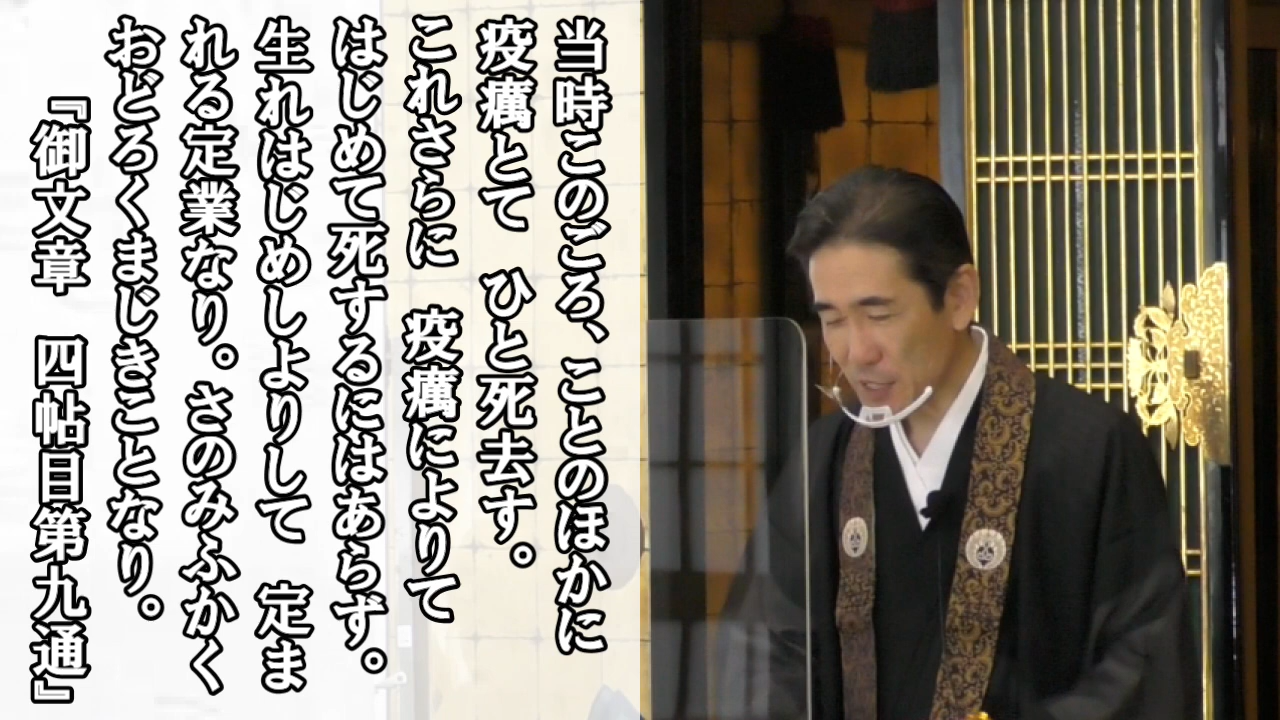 当時このごろ、ことのほかに
疫癘とて　ひと死去す。
これさらに　疫癘によりて
はじめて死するにはあらず。
生れはじめしよりして　定ま
れる定業なり。さのみふかく
おどろくまじきことなり。
『御文章　四帖目第九通』